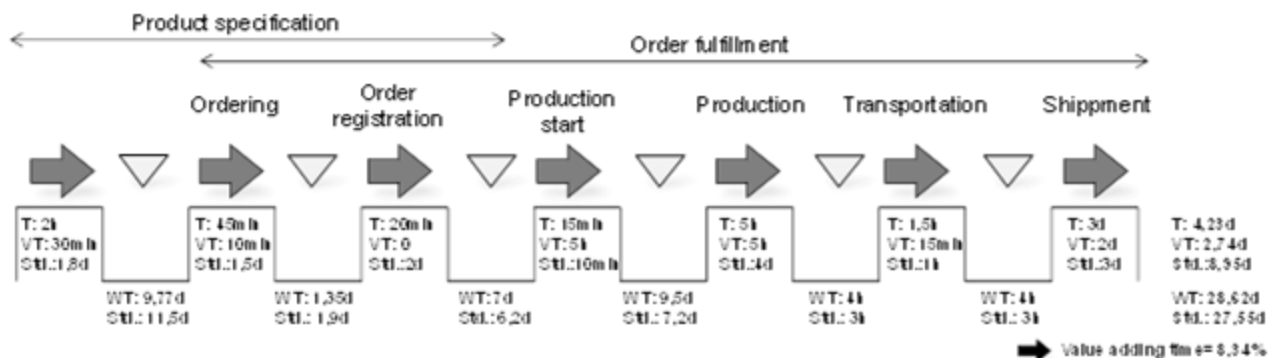 Product specification
Order fulfillment
Ordering
Order
registration
Production
start
Production
Transportation
Shippment
T: 2h
VT: 30min
Std.:1,8d
T: 45min
VT: 10min
Std.:1,5d
T: 20min
VT: 0
Std.:2d
T: 15min
VT: 5h
Std.:10min
T: 5h
VT: 5h
Std.:4d
T: 1,5h
VT: 15min
Std.:1h
T: 3d
VT: 2d
Std.:3d
T: 4,23d
VT: 2,74d
Std.:8,95d
WT: 9,77d
Std.: 11,5d
WT: 1,35d
Std.: 1,9d
WT: 7d
Std.: 6,2d
WT: 9,5d
Std.: 7,2d
WT: 4h
Std.: 3h
WT: 4h
Std.: 3h
WT: 28,62d
Std.: 27,55d
Value adding time= 8,34%